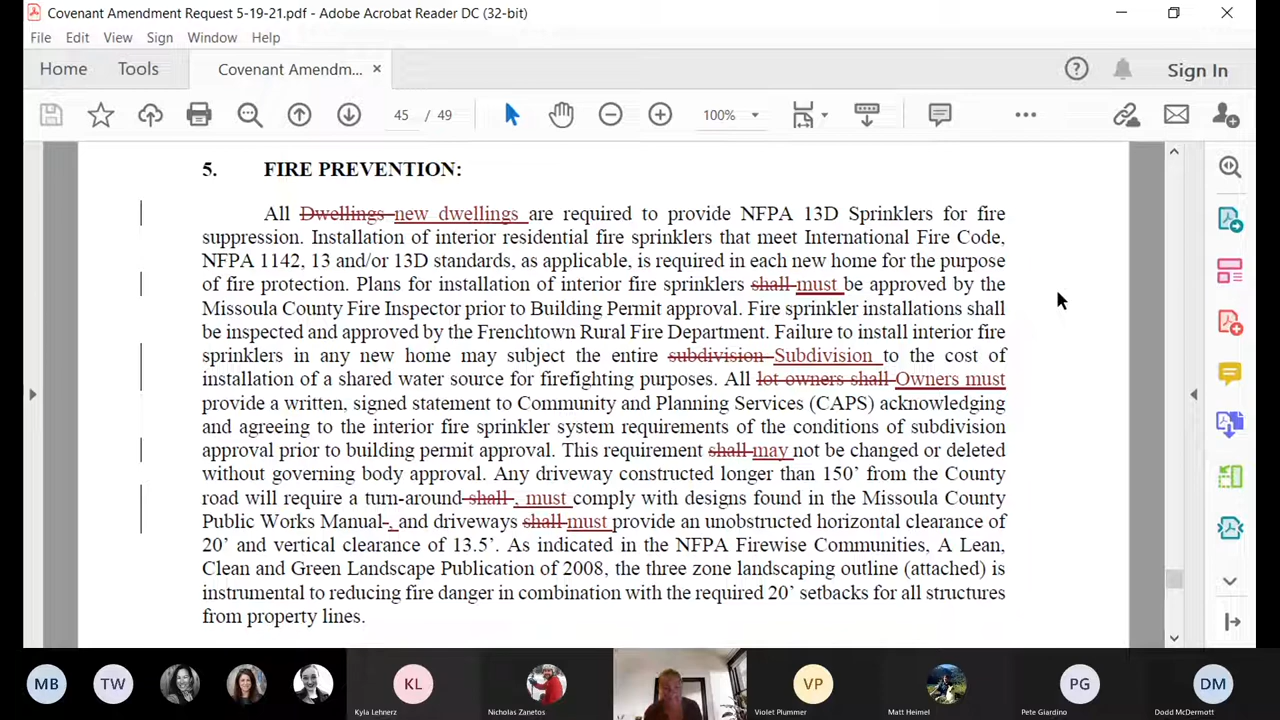 Covenant Amendment Request 5-19-21.pdf - Adobe Acrobat Reader DC (32-bit)
File Edit View Sign Window Help
Home Tools Covenant Amendm... × Sign In
45 / 49 100%
5. FIRE PREVENTION:
All Dwellings new dwellings are required to provide NFPA 13D Sprinklers for fire
suppression. Installation of interior residential fire sprinklers that meet International Fire Code,
NFPA 1142, 13 and/or 13D standards, as applicable, is required in each new home for the purpose
of fire protection. Plans for installation of interior fire sprinklers shall must be approved by the
Missoula County Fire Inspector prior to Building Permit approval. Fire sprinkler installations shall
be inspected and approved by the Frenchtown Rural Fire Department. Failure to install interior fire
sprinklers in any new home may subject the entire subdivision Subdivision to the cost of
installation of a shared water source for firefighting purposes. All lot owners shall Owners must
provide a written, signed statement to Community and Planning Services (CAPS) acknowledging
and agreeing to the interior fire sprinkler system requirements of the conditions of subdivision
approval prior to building permit approval. This requirement shall may not be changed or deleted
without governing body approval. Any driveway constructed longer than 150’ from the County
road will require a turn-around shall , must comply with designs found in the Missoula County
Public Works Manual , and driveways shall must provide an unobstructed horizontal clearance of
20’ and vertical clearance of 13.5’. As indicated in the NFPA Firewise Communities, A Lean,
Clean and Green Landscape Publication of 2008, the three zone landscaping outline (attached) is
instrumental to reducing fire danger in combination with the required 20’ setbacks for all structures
from property lines.
MB TW KL VP PG DM
Kyla Lehnerz Nicholas Zanetos Violet Plummer Matt Heimel Pete Giardino Dodd McDermott